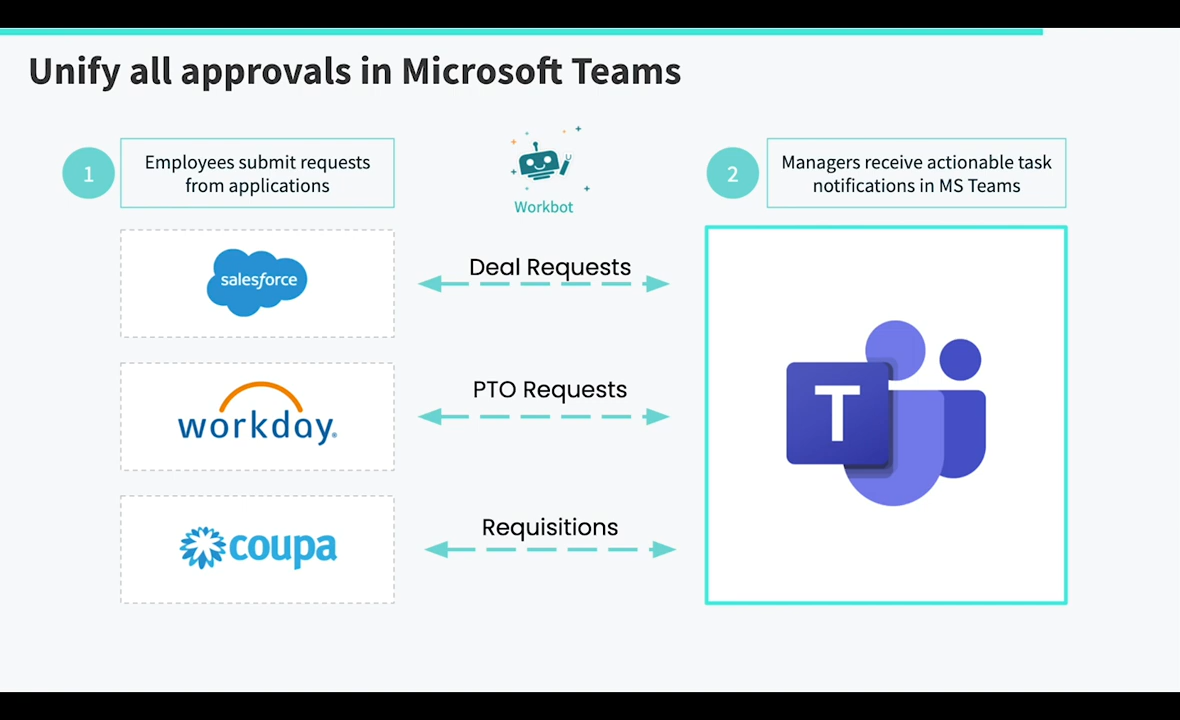 Unify all approvals in Microsoft Teams
1
Employees submit requests
from applications
Workbot
2
Managers receive actionable task
notifications in MS Teams
salesforce
Deal Requests
workday.
PTO Requests
coupa
Requisitions
T